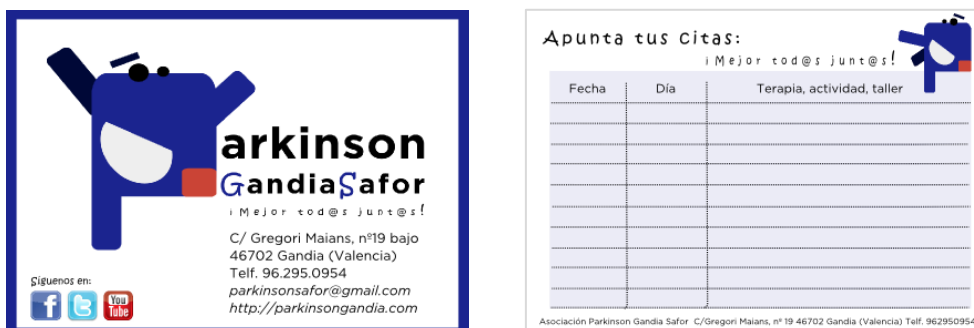 Parkinson
GandiaSafor
¡Mejor tod@s junt@s!
C/ Gregori Maians, nº19 bajo
46702 Gandia (Valencia)
Telf. 96.295.0954
parkinsonsafor@gmail.com
http://parkinsongandia.com
Síguenos en:
f t You Tube
Apunta tus citas:
¡Mejor tod@s junt@s!
Fecha Día Terapia, actividad, taller
Asociación Parkinson Gandia Safor C/Gregori Maians, nº 19 46702 Gandia (Valencia) Telf. 962950954